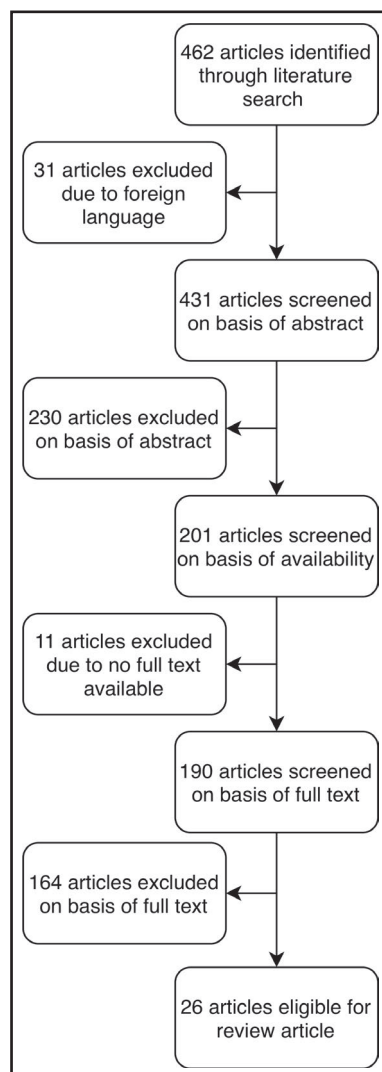 462 articles identified
through literature
search
31 articles excluded
due to foreign
language
431 articles screened
on basis of abstract
230 articles excluded
on basis of abstract
201 articles screened
on basis of availability
11 articles excluded
due to no full text
available
190 articles screened
on basis of full text
164 articles excluded
on basis of full text
26 articles eligible for
review article